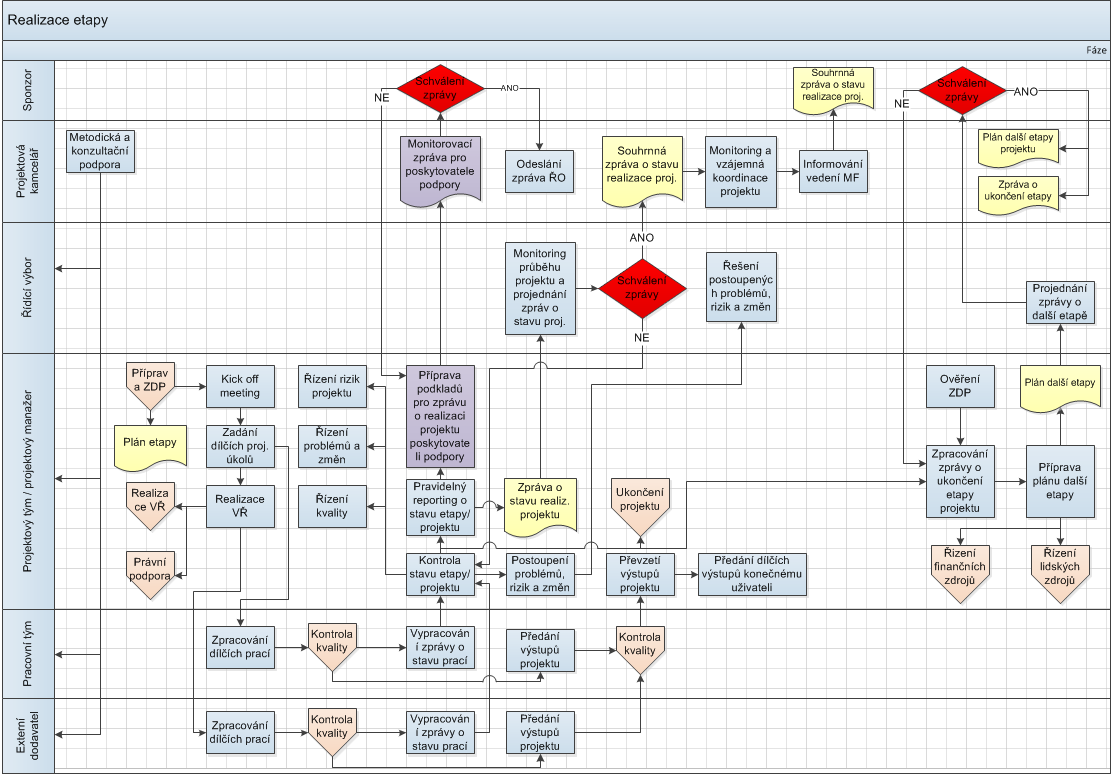 Realizace etapy
Fáze
Sponzor
Schválení
zprávy
NE
ANO
Souhrnná
zpráva o stavu
realizace proj.
Schválení
zprávy
NE
ANO
Projektová
kancelář
Metodická a
konzultační
podpora
Monitorovací
zpráva pro
poskytovatele
podpory
Odeslání
zpráva ŘO
Souhrnná
zpráva o stavu
realizace proj.
Monitoring a
vzájemná
koordinace
projektu
Informování
vedení MF
Plán další etapy
projektu
Zpráva o
ukončení etapy
Řídící výbor
Monitoring
průběhu
projektu a
projednání
zpráv o
stavu proj.
ANO
Schválení
zprávy
NE
Řešení
postoupenýc
h problémů,
rizik a změn
Projednání
zprávy o
další etapě
Projektový tým / projektový manažer
Příprav
a ZDP
Kick off
meeting
Řízení rizik
projektu
Příprava
podkladů
pro zprávu
o realizaci
projektu
poskytovate
li podpory
Ověření
ZDP
Plán další etapy
Plán etapy
Zadání
dílčích proj.
úkolů
Řízení
problémů a
změn
Zpracování
zprávy o
ukončení
etapy
projektu
Příprava
plánu další
etapy
Realiza
ce VŘ
Realizace
VŘ
Řízení
kvality
Pravidelný
reporting o
stavu etapy/
projektu
Zpráva o
stavu realiz.
projektu
Ukončení
projektu
Právní
podpora
Kontrola
stavu etapy/
projektu
Postoupení
problémů,
rizik a změn
Převzetí
výstupů
projektu
Předání dílčích
výstupů konečnému
uživateli
Řízení
finančních
zdrojů
Řízení
lidských
zdrojů
Pracovní tým
Zpracování
dílčích prací
Kontrola
kvality
Vypracován
í zprávy o
stavu prací
Předání
výstupů
projektu
Kontrola
kvality
Externí
dodavatel
Zpracování
dílčích prací
Kontrola
kvality
Vypracován
í zprávy o
stavu prací
Předání
výstupů
projektu